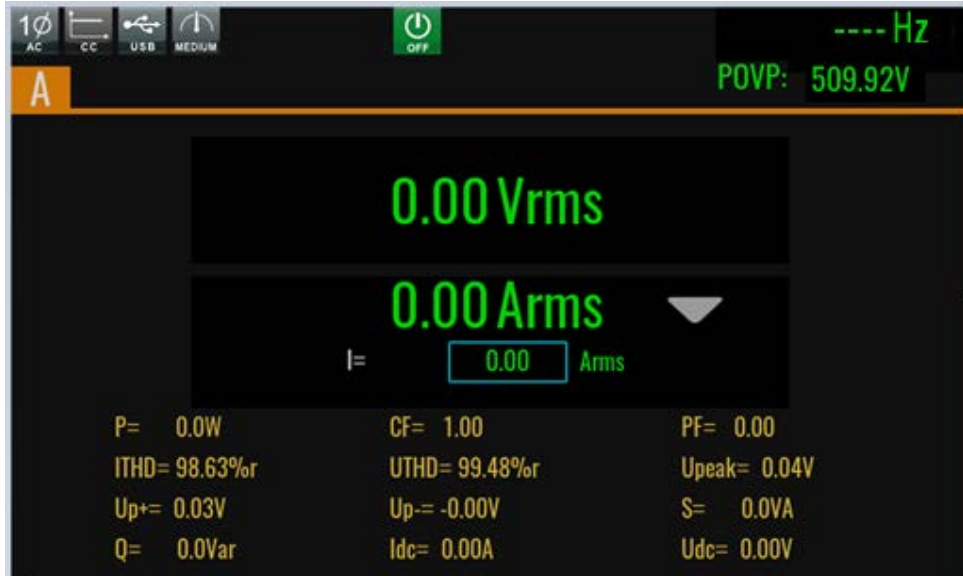 1Ø ---- Hz
AC CC USB MEDIUM OFF
POVP: 509.92V
A
0.00 Vrms
0.00 Arms
I= 0.00 Arms
P= 0.0W CF= 1.00 PF= 0.00
ITHD= 98.63%r UTHD= 99.48%r Upeak= 0.04V
Up+= 0.03V Up-= -0.00V S= 0.0VA
Q= 0.0Var Idc= 0.00A Udc= 0.00V